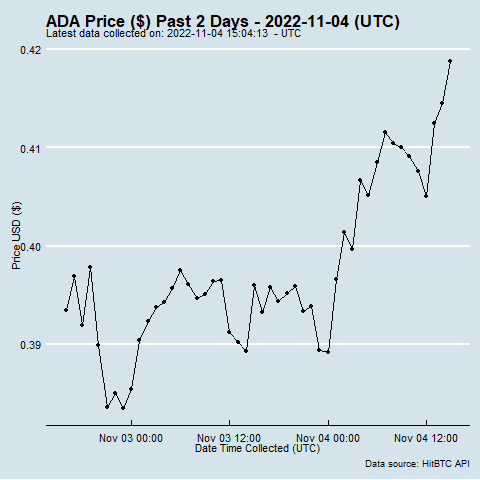 ADA Price ($) Past 2 Days - 2022-11-04 (UTC)
Latest data collected on: 2022-11-04 15:04:13 - UTC
0.42
0.41
0.40
0.39
Price USD ($)
Nov 03 00:00 Nov 03 12:00 Nov 04 00:00 Nov 04 12:00
Date Time Collected (UTC)
Data source: HitBTC API